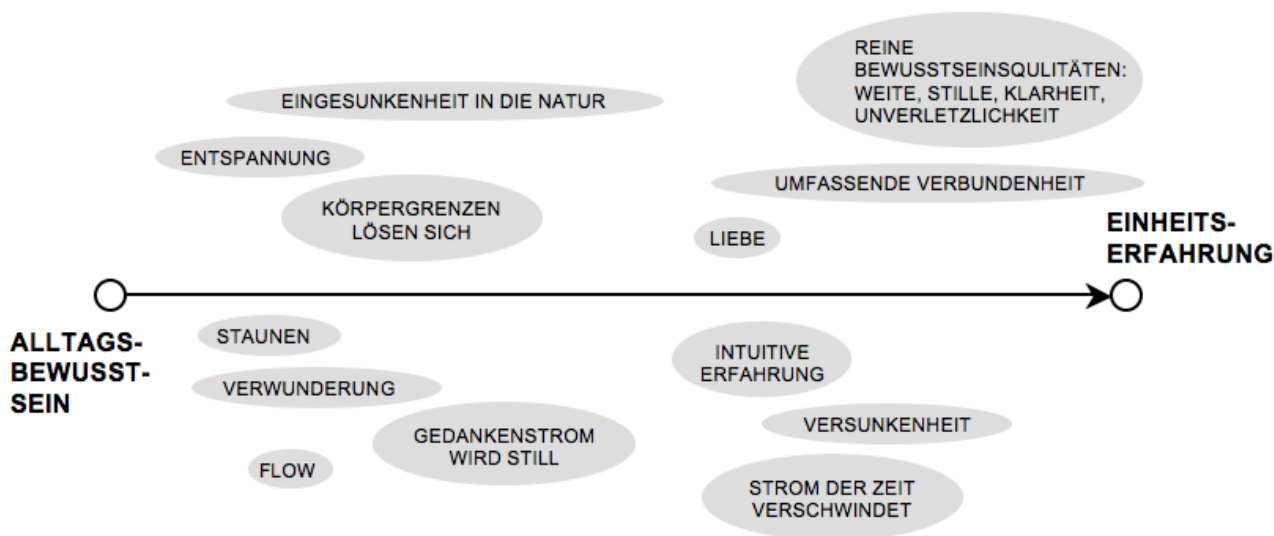 REINE
BEWUSSTSEINSQULITÄTEN:
WEITE, STILLE, KLARHEIT,
UNVERLETZLICHKEIT
EINGESUNKENHEIT IN DIE NATUR
ENTSPANNUNG
UMFASSENDE VERBUNDENHEIT
KÖRPERGRENZEN
LÖSEN SICH
LIEBE
EINHEITS-
ERFAHRUNG
ALLTAGS-
BEWUSST-
SEIN
STAUNEN
INTUITIVE
ERFAHRUNG
VERWUNDERUNG
VERSUNKENHEIT
GEDANKENSTROM
WIRD STILL
FLOW
STROM DER ZEIT
VERSCHWINDET